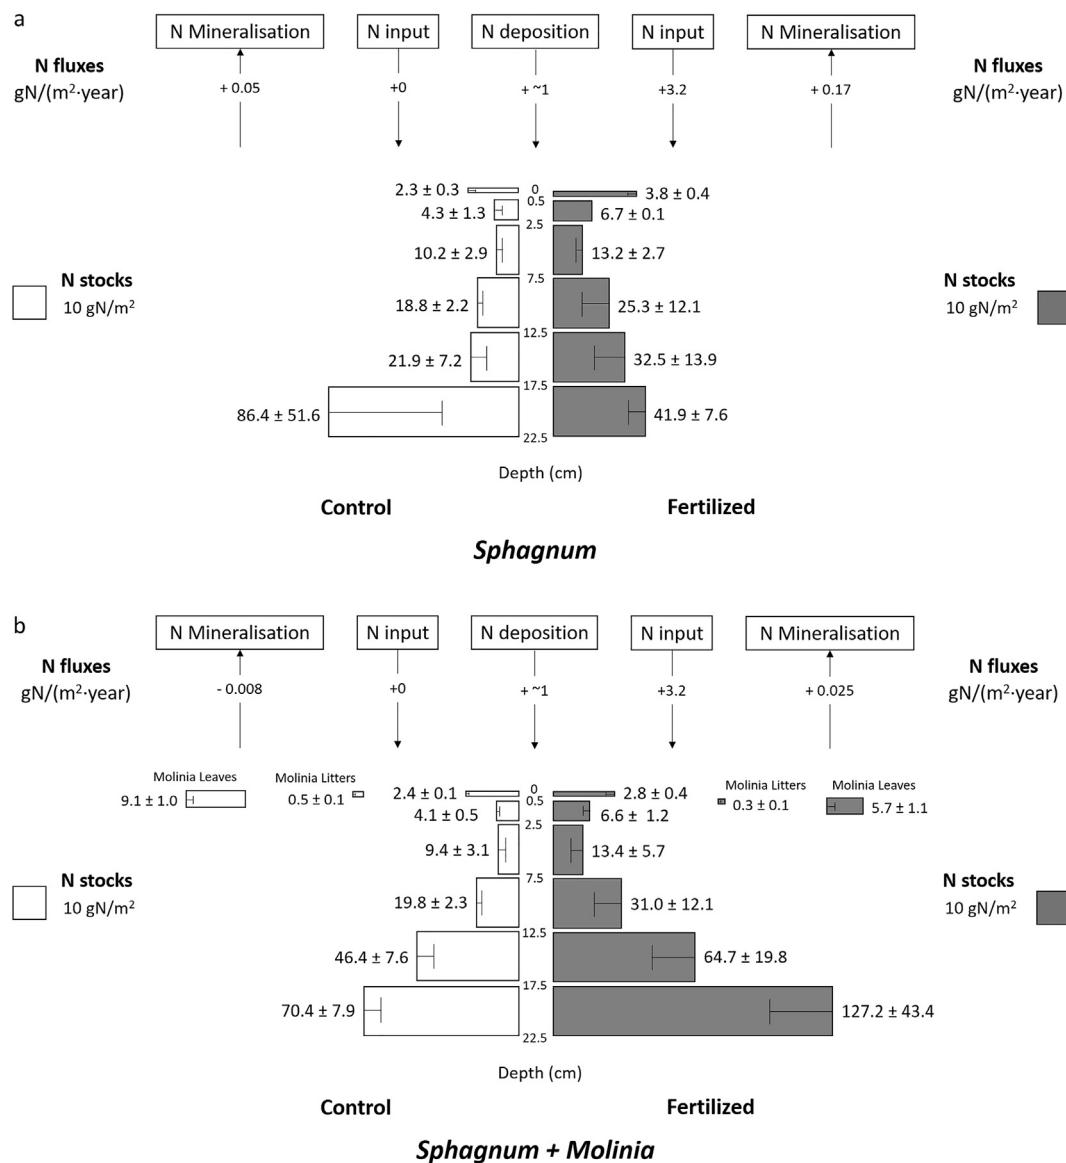 a
N Mineralisation N input N deposition N input N Mineralisation
N fluxes N fluxes
gN/(m²·year) gN/(m²·year)
+ 0.05 +0 + ~1 +3.2 + 0.17
2.3 ± 0.3 0 3.8 ± 0.4
0.5
4.3 ± 1.3 6.7 ± 0.1
2.5
10.2 ± 2.9 13.2 ± 2.7
7.5
N stocks N stocks
10 gN/m² 18.8 ± 2.2 25.3 ± 12.1 10 gN/m²
12.5
21.9 ± 7.2 32.5 ± 13.9
17.5
86.4 ± 51.6 41.9 ± 7.6
22.5
Depth (cm)
Control Fertilized
Sphagnum
b
N Mineralisation N input N deposition N input N Mineralisation
N fluxes N fluxes
gN/(m²·year) gN/(m²·year)
- 0.008 +0 + ~1 +3.2 + 0.025
Molinia Leaves Molinia Litters Molinia Litters Molinia Leaves
9.1 ± 1.0 0.5 ± 0.1 2.4 ± 0.1 0 2.8 ± 0.4 0.3 ± 0.1 5.7 ± 1.1
0.5
4.1 ± 0.5 6.6 ± 1.2
2.5
9.4 ± 3.1 13.4 ± 5.7
7.5
N stocks N stocks
10 gN/m² 19.8 ± 2.3 31.0 ± 12.1 10 gN/m²
12.5
46.4 ± 7.6 64.7 ± 19.8
17.5
70.4 ± 7.9 127.2 ± 43.4
22.5
Depth (cm)
Control Fertilized
Sphagnum + Molinia